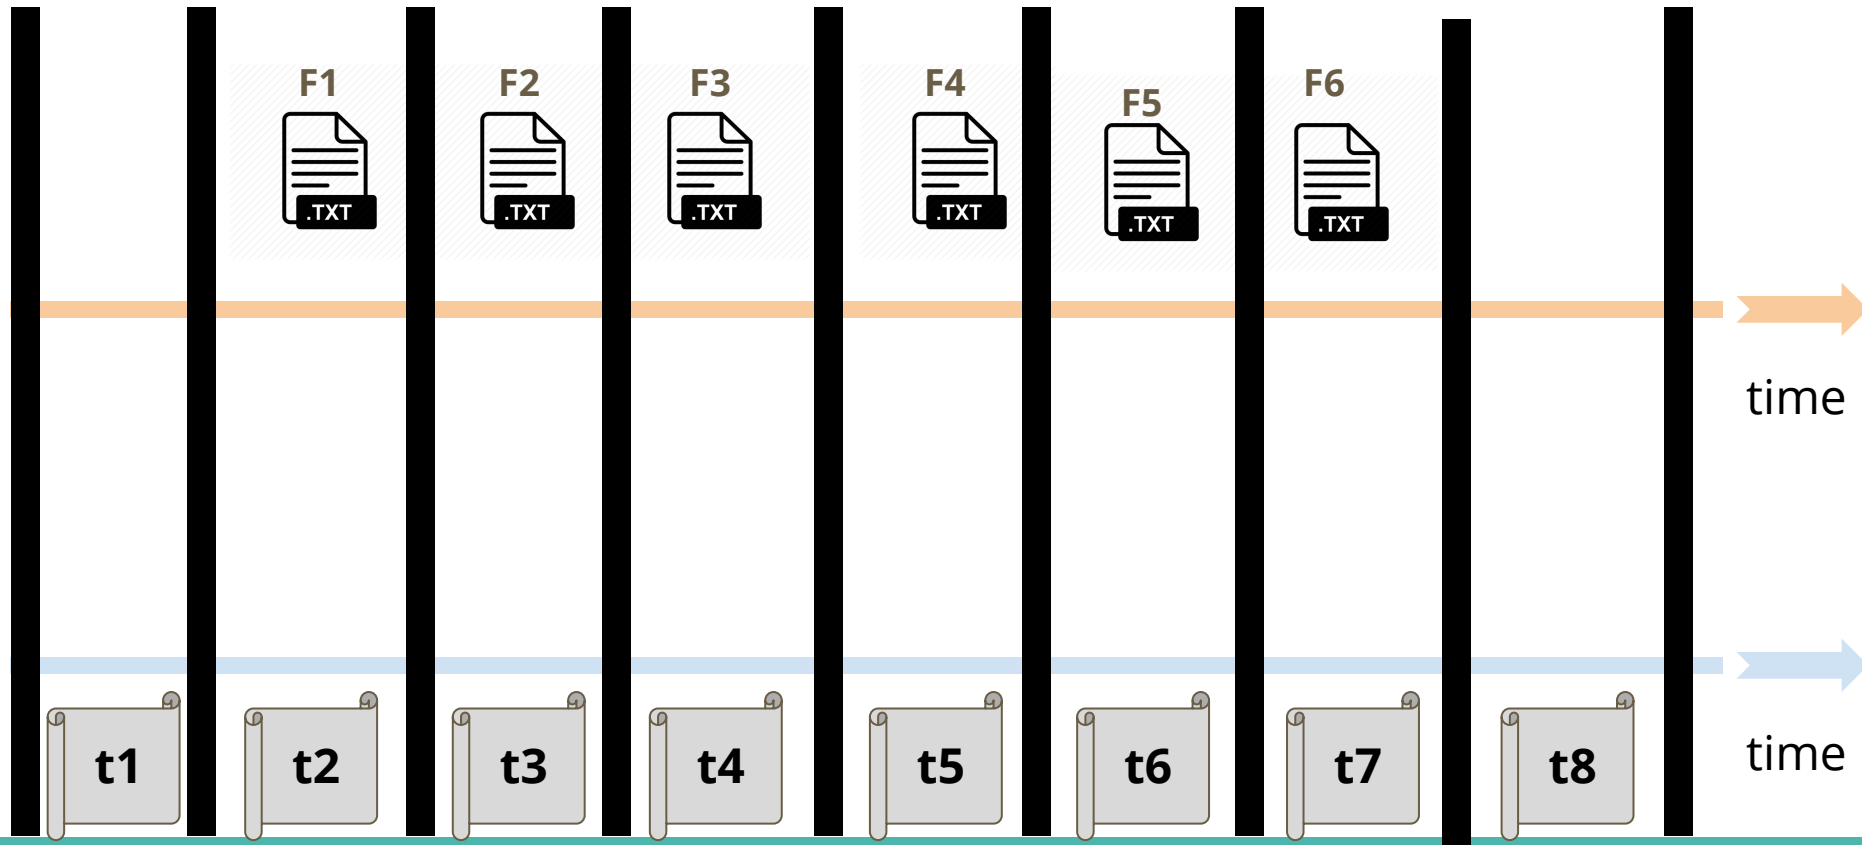 F1 F2 F3 F4 F5 F6
.TXT .TXT .TXT .TXT .TXT .TXT
time
t1 t2 t3 t4 t5 t6 t7 t8 time